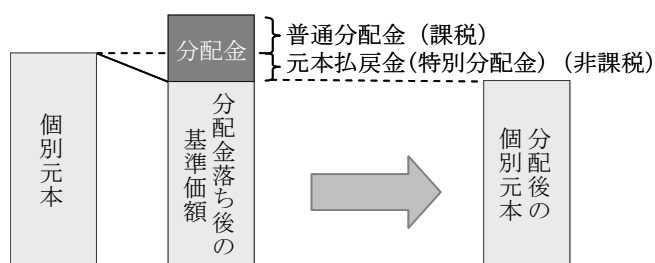 分配金
普通分配金 (課税)
元本払戻金(特別分配金) (非課税)
個別元本
分配金落ち後の
基準価額
分配後の
個別元本